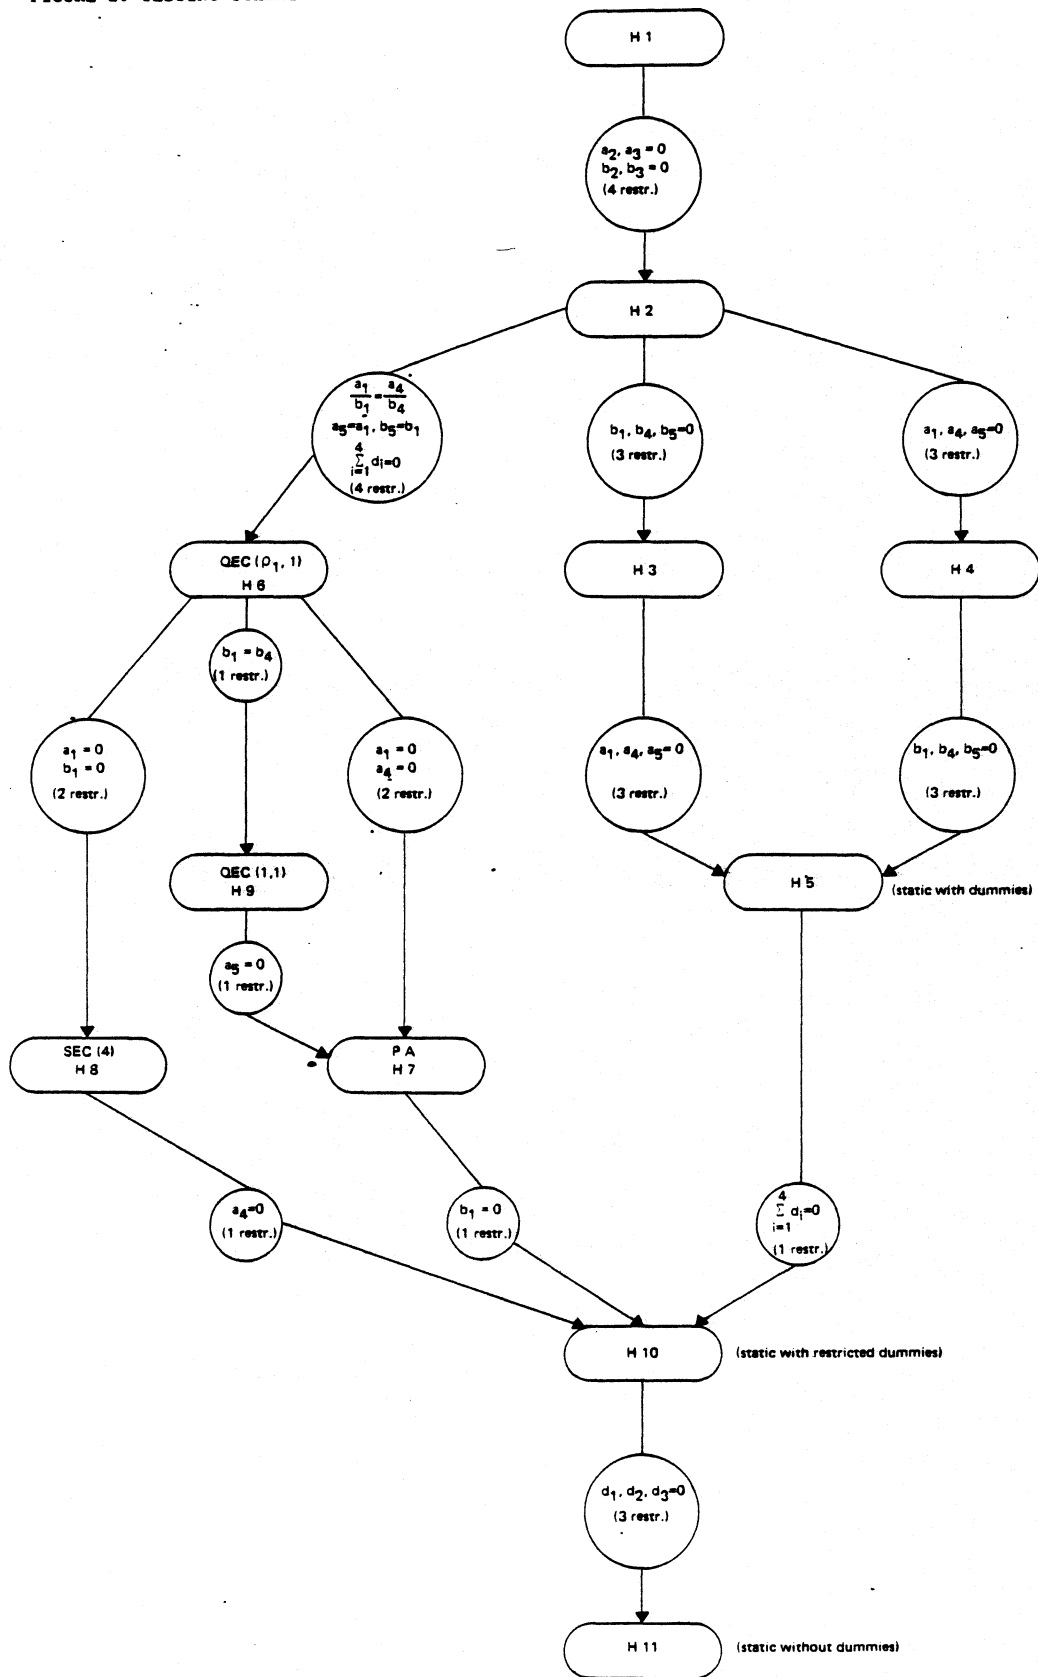 H 1
a2, a3 = 0
b2, b3 = 0
(4 restr.)
H 2
a1/b1 = a4/b4
a5=a1, b5=b1
4
Σ di=0
i=1
(4 restr.)
b1, b4, b5=0
(3 restr.)
a1, a4, a5=0
(3 restr.)
QEC (ρ1, 1)
H 6
H 3
H 4
b1 = b4
(1 restr.)
a1 = 0
b1 = 0
(2 restr.)
a1 = 0
a4 = 0
(2 restr.)
a1, a4, a5= 0
(3 restr.)
b1, b4, b5=0
(3 restr.)
QEC (1,1)
H 9
H 5
(static with dummies)
a5 = 0
(1 restr.)
SEC (4)
H 8
P A
H 7
a4=0
(1 restr.)
b1 = 0
(1 restr.)
4
Σ di=0
i=1
(1 restr.)
H 10
(static with restricted dummies)
d1, d2, d3=0
(3 restr.)
H 11
(static without dummies)